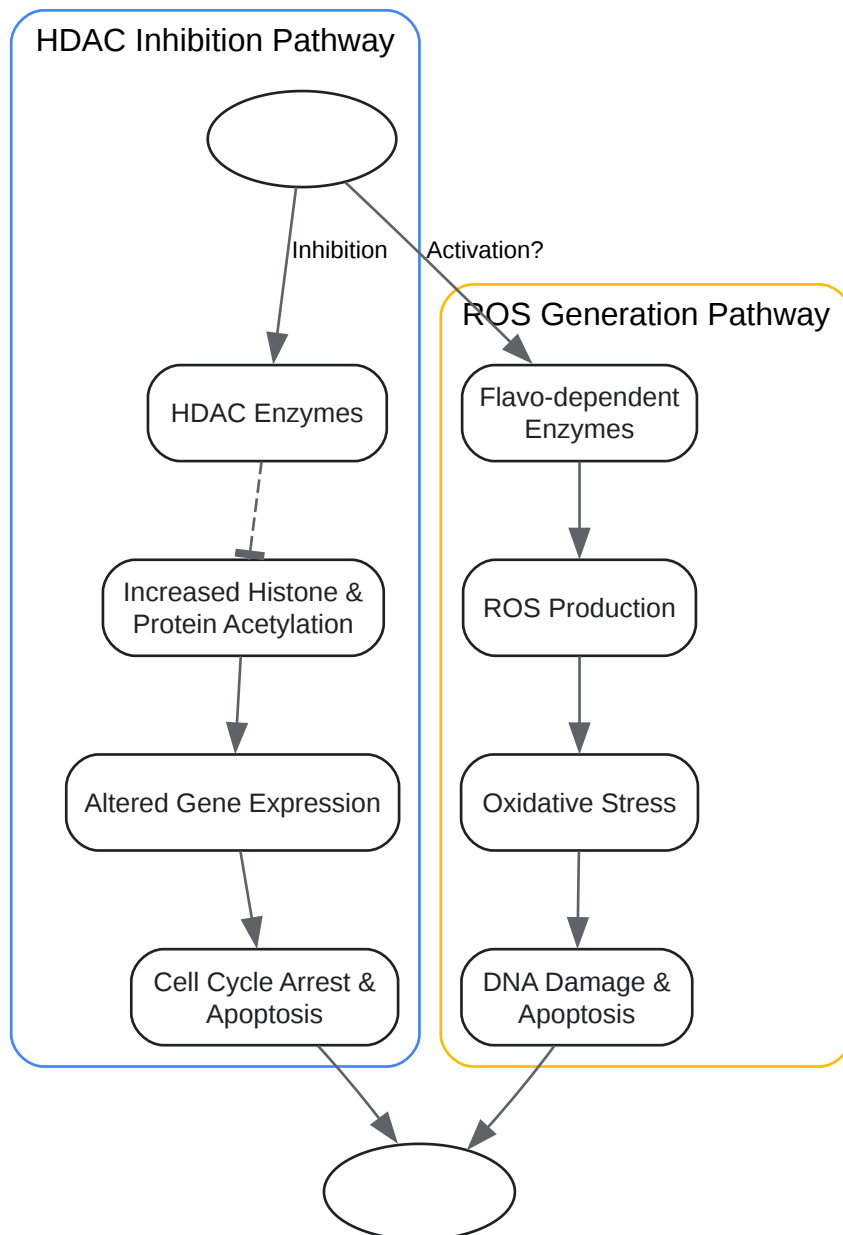 HDAC Inhibition Pathway
Inhibition
Activation?
ROS Generation Pathway
HDAC Enzymes
Flavo-dependent
Enzymes
Increased Histone &
Protein Acetylation
ROS Production
Altered Gene Expression
Oxidative Stress
Cell Cycle Arrest &
Apoptosis
DNA Damage &
Apoptosis